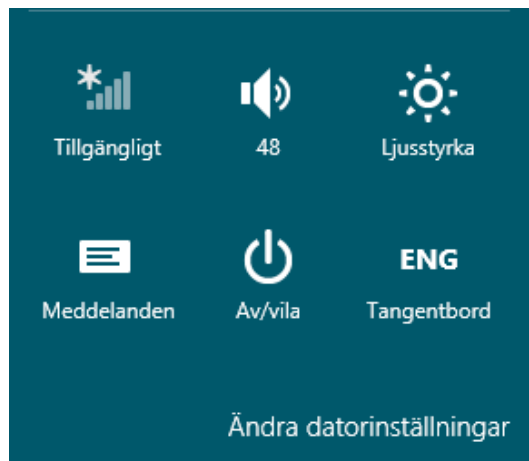 Tillgängligt
48
Ljusstyrka
ENG
Meddelanden
Av/vila
Tangentbord
Ändra datorinställningar